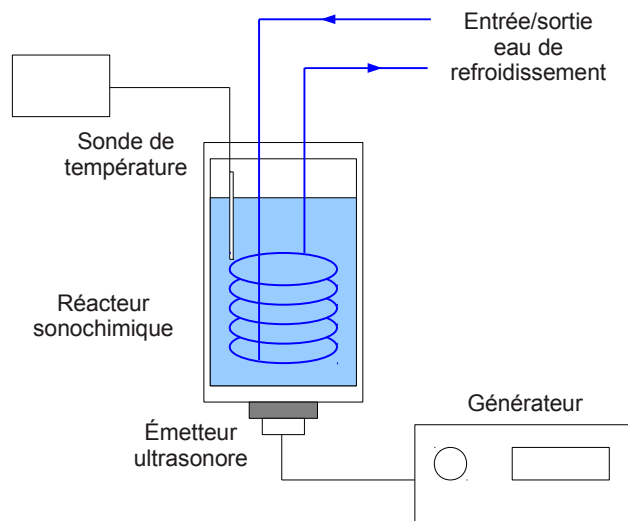 Entrée/sortie
eau de
refroidissement
Sonde de
température
Réacteur
sonochimique
Générateur
Émetteur
ultrasonore